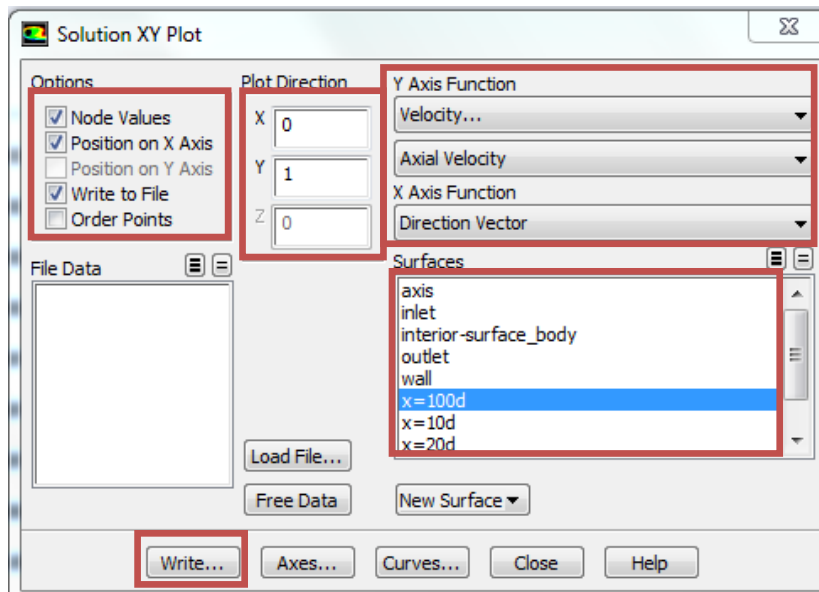 Solution XY Plot
Options
Node Values
Position on X Axis
Position on Y Axis
Write to File
Order Points
Plot Direction
X 0
Y 1
Z 0
Y Axis Function
Velocity...
Axial Velocity
X Axis Function
Direction Vector
File Data
Surfaces
axis
inlet
interior-surface_body
outlet
wall
x=100d
x=10d
x=20d
Load File...
Free Data
New Surface
Write...
Axes...
Curves...
Close
Help